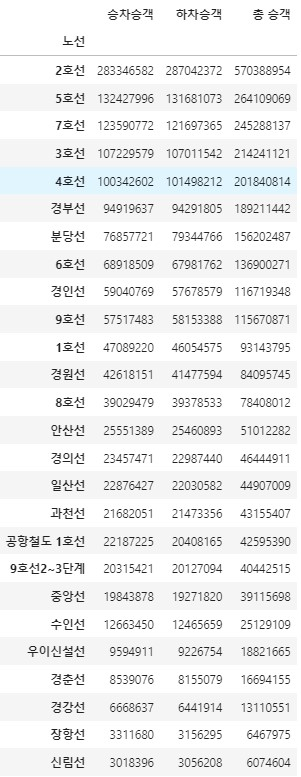 승차승객 하차승객 총 승객
노선
2호선 283346582 287042372 570388954
5호선 132427996 131681073 264109069
7호선 123590772 121697365 245288137
3호선 107229579 107011542 214241121
4호선 100342602 101498212 201840814
경부선 94919637 94291805 189211442
분당선 76857721 79344766 156202487
6호선 68918509 67981762 136900271
경인선 59040769 57678579 116719348
9호선 57517483 58153388 115670871
1호선 47089220 46054575 93143795
경원선 42618151 41477594 84095745
8호선 39029479 39378533 78408012
안산선 25551389 25460893 51012282
경의선 23457471 22987440 46444911
일산선 22876427 22030582 44907009
과천선 21682051 21473356 43155407
공항철도 1호선 22187225 20408165 42595390
9호선2~3단계 20315421 20127094 40442515
중앙선 19843878 19271820 39115698
수인선 12663450 12465659 25129109
우이신설선 9594911 9226754 18821665
경춘선 8539076 8155079 16694155
경강선 6668637 6441914 13110551
장항선 3311680 3156295 6467975
신림선 3018396 3056208 6074604